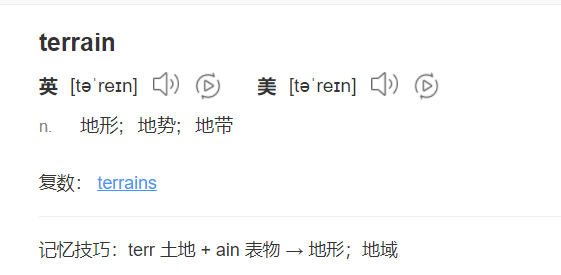 terrain
英 [təˈreɪn] 美 [təˈreɪn]
n. 地形；地势；地带
复数： terrains
记忆技巧：terr 土地 + ain 表物 → 地形；地域